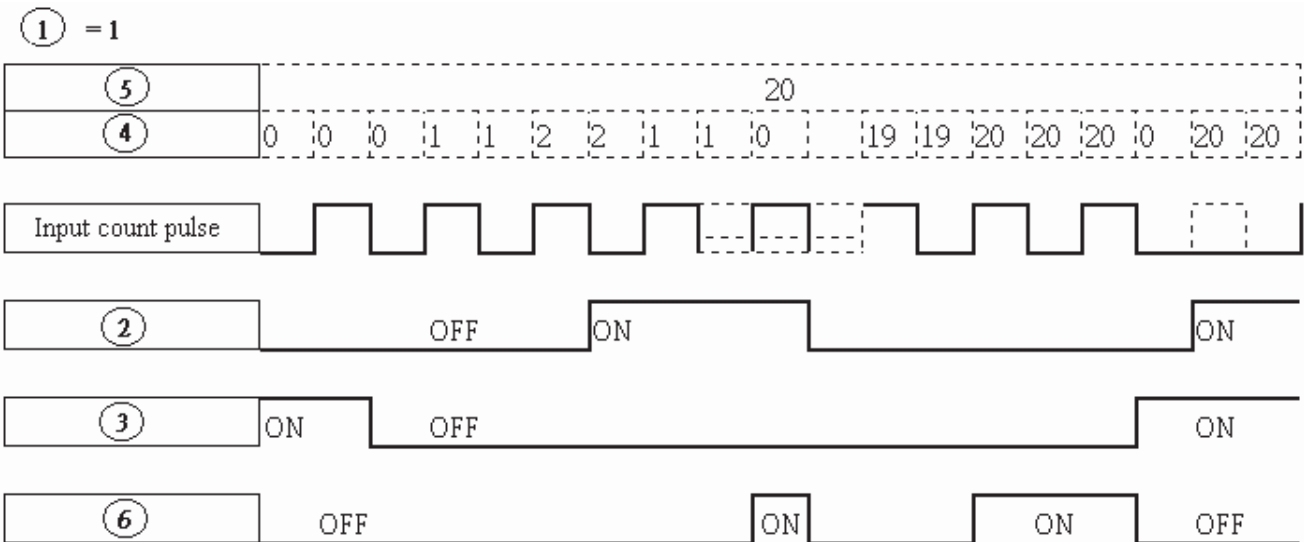 1 = 1
5 20
4 0 0 0 1 1 2 2 1 1 0 19 19 20 20 20 0 20 20
Input count pulse
2 OFF ON ON
3 ON OFF ON
6 OFF ON ON OFF